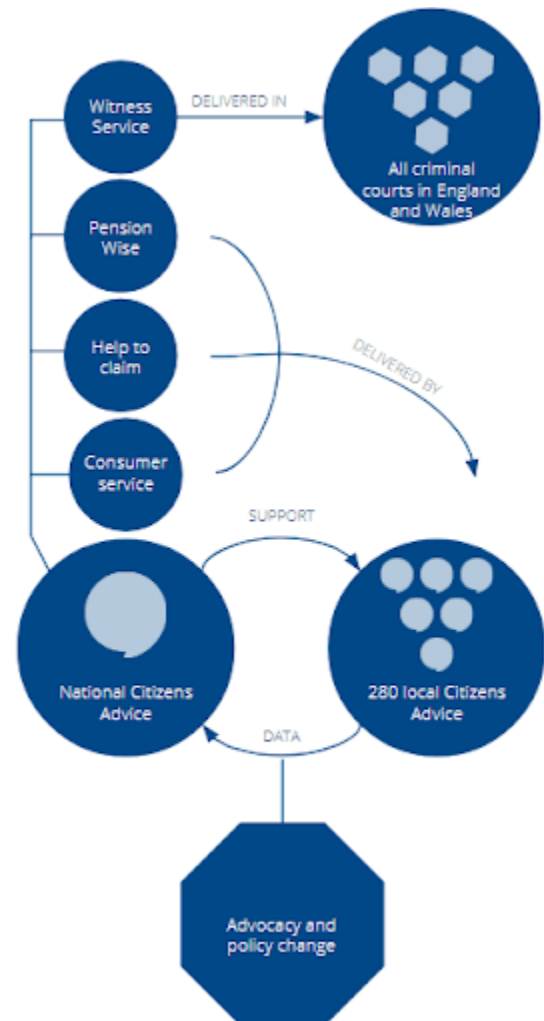 Witness
Service
DELIVERED IN
All criminal
courts in England
and Wales
Pension
Wise
Help to
claim
DELIVERED BY
Consumer
service
SUPPORT
National Citizens
Advice
280 local Citizens
Advice
DATA
Advocacy and
policy change